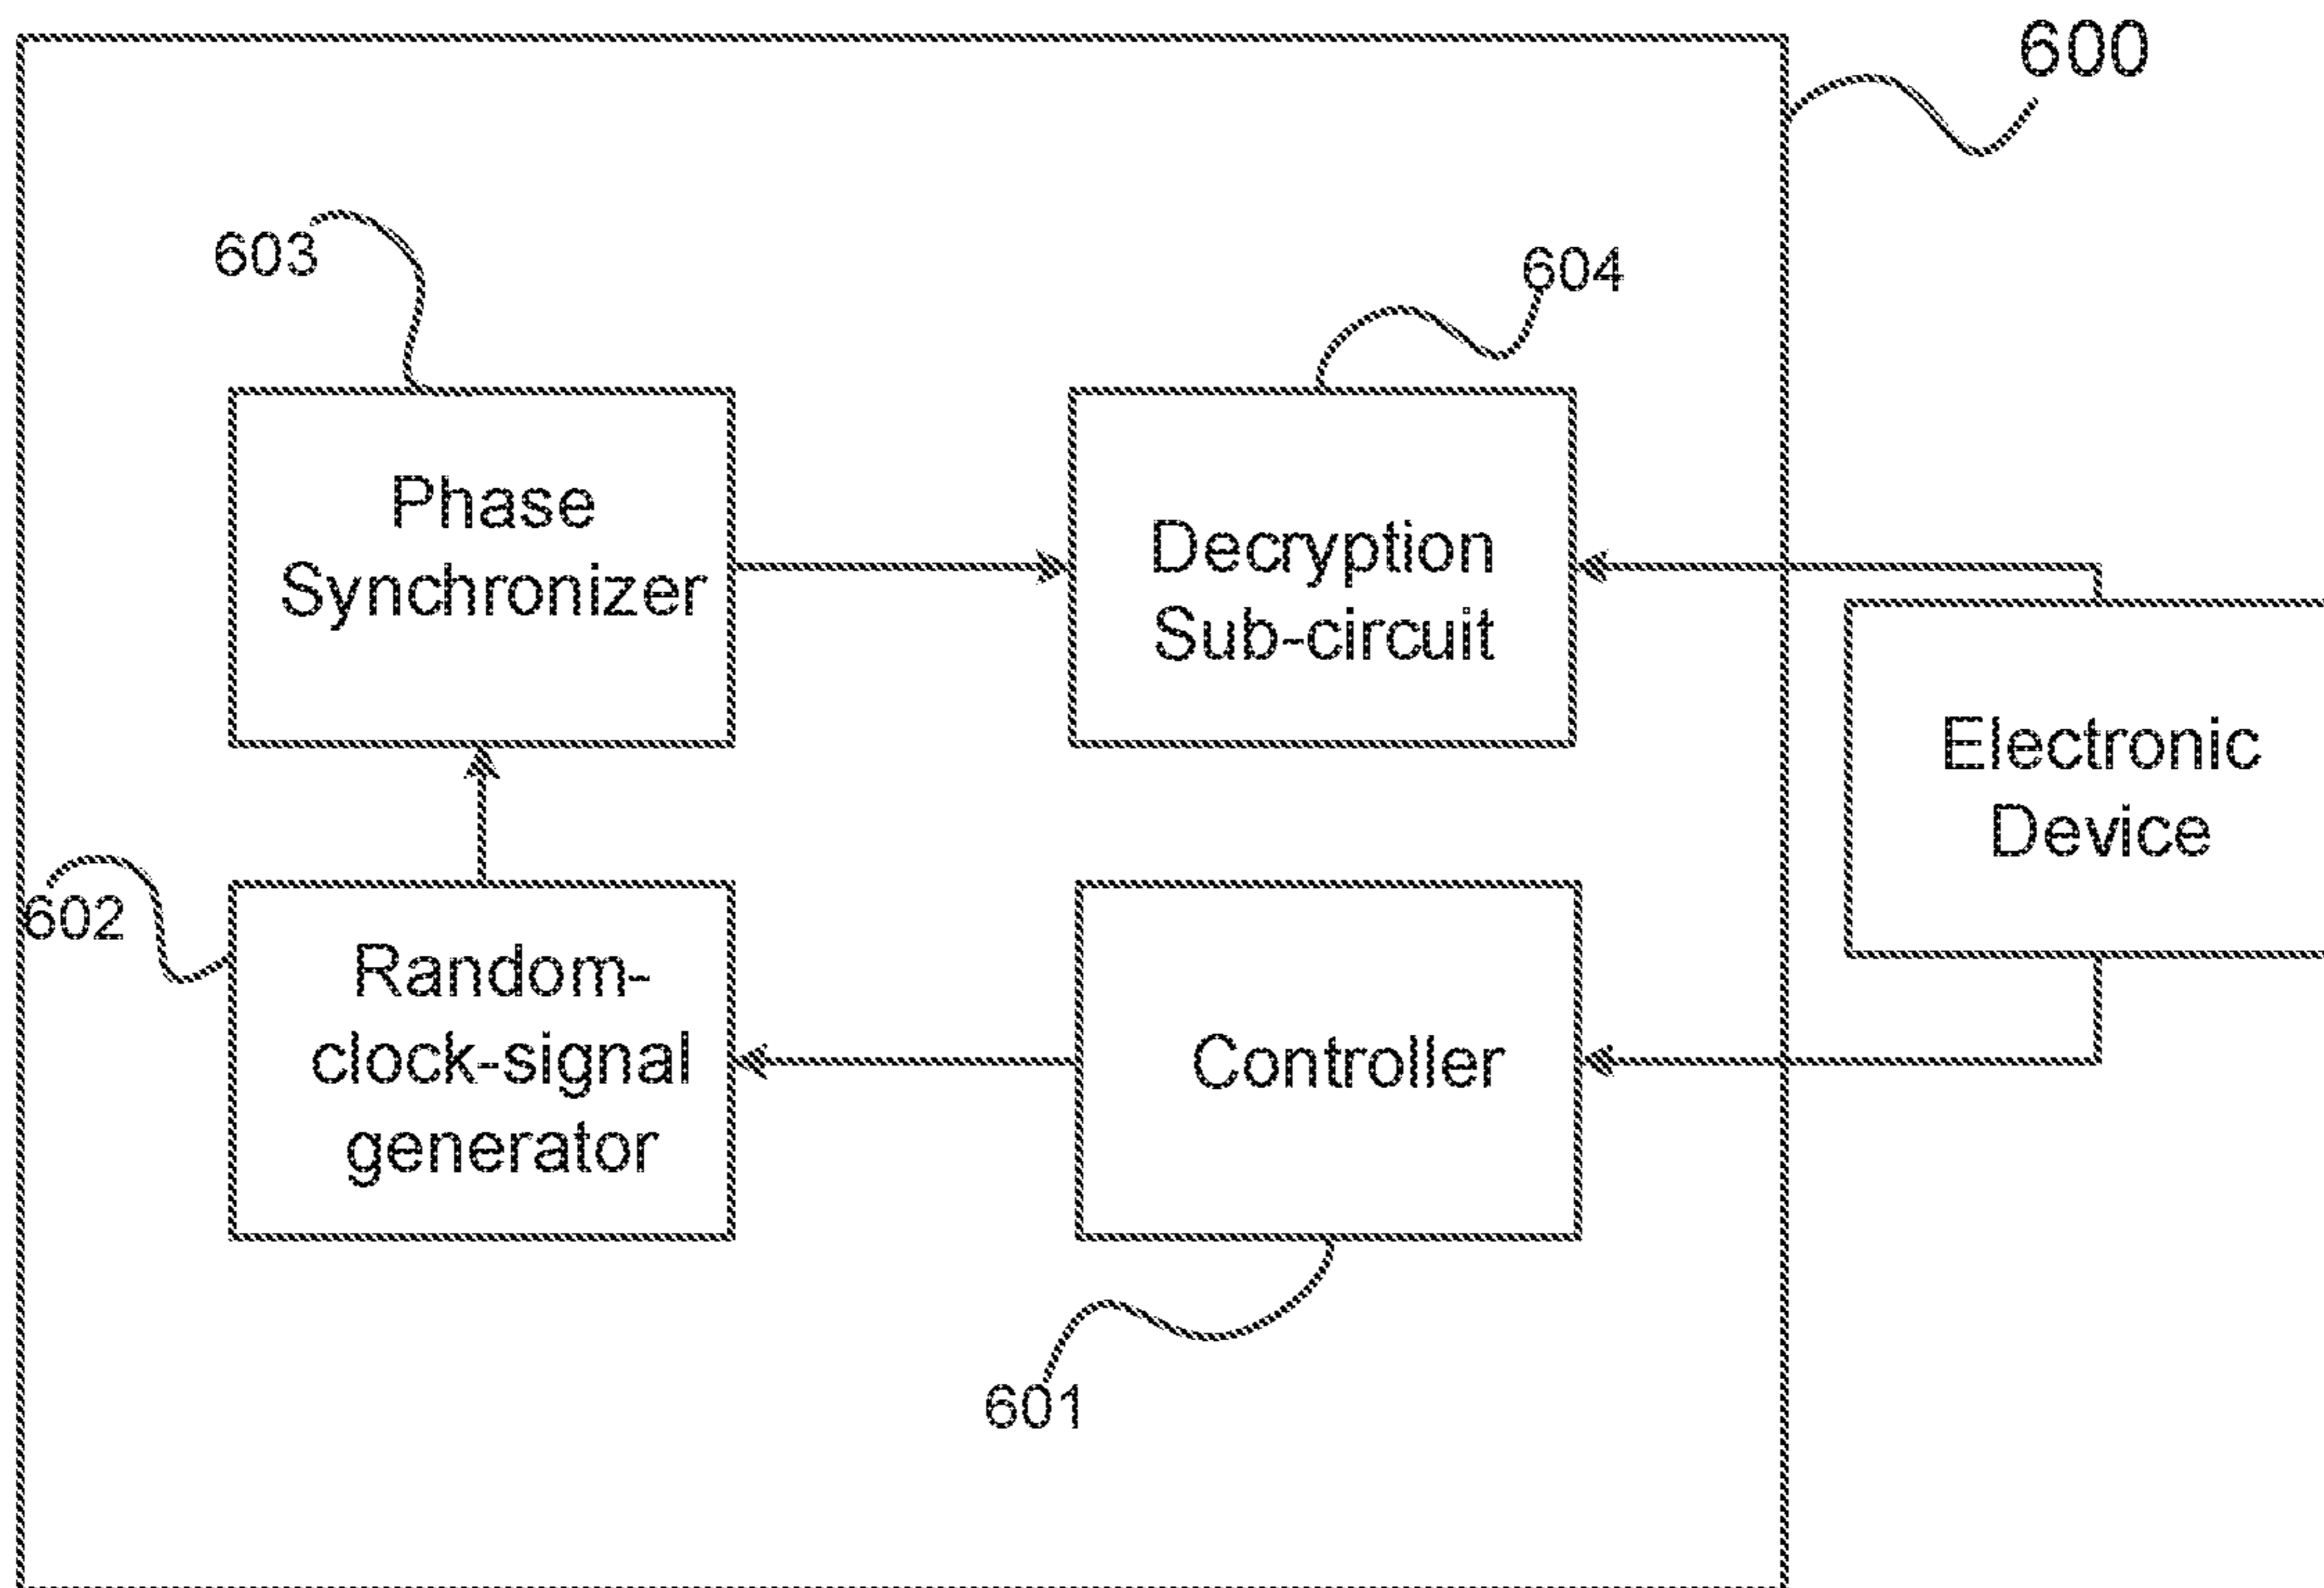 600
603
604
Phase
Synchronizer
Decryption
Sub-circuit
Electronic
Device
602
Random-
clock-signal
generator
Controller
601